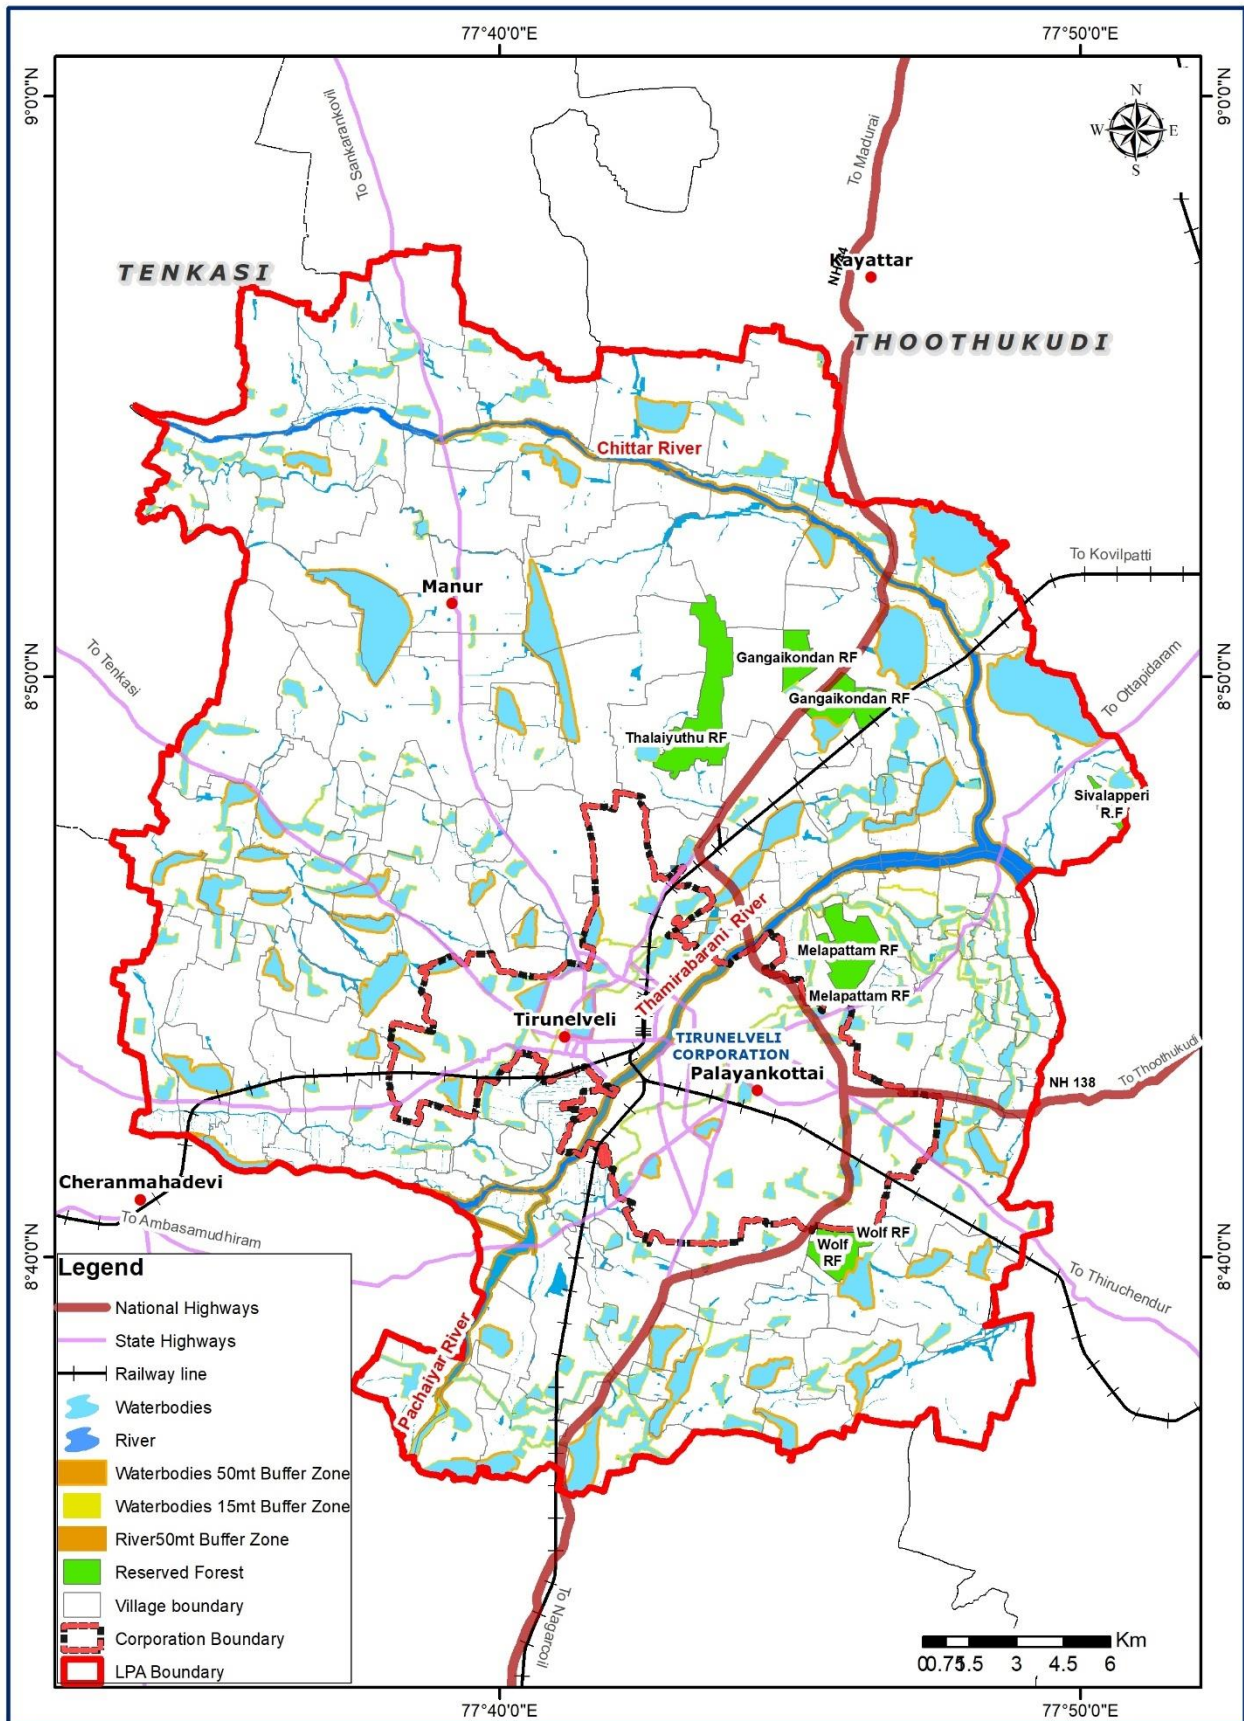 77°40'0"E
77°50'0"E
9°0'0"N
9°0'0"N
N
W
E
S
To Sankarankovil
To Madurai
TENKASI
Kayattar
THOOTHUKUDI
Chittar River
To Kovilpatti
Manur
To Tenkasi
Gangaikondan RF
8°50'0"N
8°50'0"N
To Ottapidaram
Gangaikondan RF
Thalaiyuthu RF
Sivalapperi
R.F
Thamirabarani River
Melapattam RF
Melapattam RF
Tirunelveli
TIRUNELVELI
CORPORATION
Palayankottai
NH 138
To Thoothukudi
Cheranmahadevi
To Ambasamudhiram
Wolf RF
Wolf
RF
8°40'0"N
8°40'0"N
To Thiruchendur
Pachaiyar River
To Nagarcoil
Legend
National Highways
State Highways
Railway line
Waterbodies
River
Waterbodies 50mt Buffer Zone
Waterbodies 15mt Buffer Zone
River50mt Buffer Zone
Reserved Forest
Village boundary
Corporation Boundary
LPA Boundary
Km
00.751.5 3 4.5 6
77°40'0"E
77°50'0"E